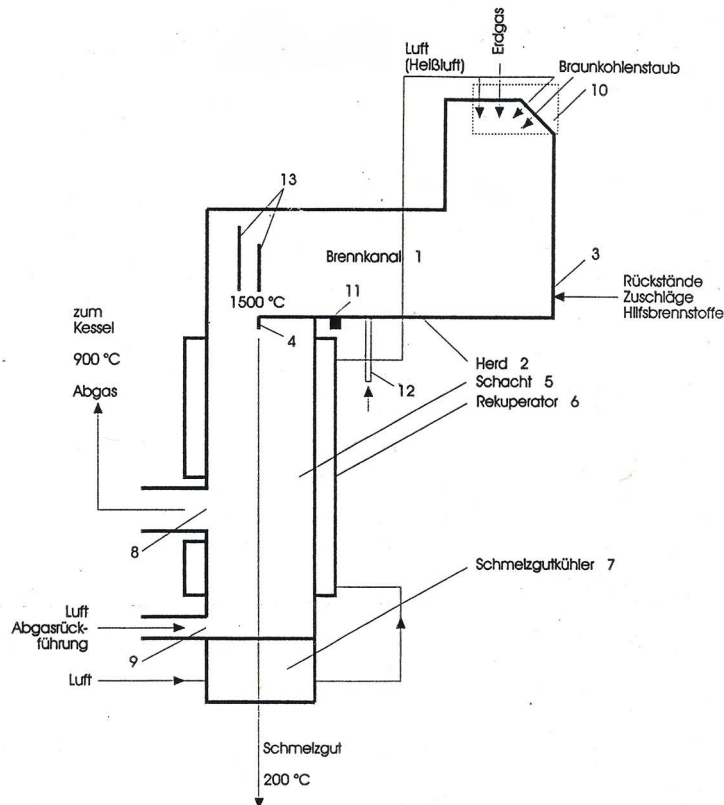 Erdgas
Luft
(Heißluft)
Braunkohlenstaub
10
13
Brennkanal 1
3
1500 °C
11
Rückstände
Zuschläge
Hilfsbrennstoffe
zum
Kessel
4
900 °C
Herd 2
Abgas
12
Schacht 5
Rekuperator 6
8
Schmelzgutkühler 7
Luft
Abgasrück-
führung
9
Luft
Schmelzgut
200 °C